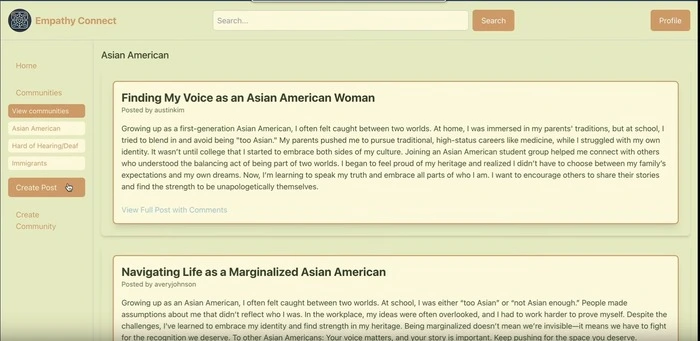 Empathy Connect
Search...
Search
Profile
Home
Communities
View communities
Asian American
Hard of Hearing/Deaf
Immigrants
Create Post
Create
Community
Asian American
Finding My Voice as an Asian American Woman
Posted by austinkim
Growing up as a first-generation Asian American, I often felt caught between two worlds. At home, I was immersed in my parents' traditions, but at school, I
tried to blend in and avoid being "too Asian." My parents pushed me to pursue traditional, high-status careers like medicine, while I struggled with my own
identity. It wasn't until college that I started to embrace both sides of my culture. Joining an Asian American student group helped me connect with others
who understood the balancing act of being part of two worlds. I began to feel proud of my heritage and realized I didn't have to choose between my family's
expectations and my own dreams. Now, I'm learning to speak my truth and embrace all parts of who I am. I want to encourage others to share their stories
and find the strength to be unapologetically themselves.
View Full Post with Comments
Navigating Life as a Marginalized Asian American
Posted by averyjohnson
Growing up as an Asian American, I often felt caught between two worlds. At school, I was either "too Asian" or "not Asian enough." People made
assumptions about me that didn't reflect who I was. In the workplace, my ideas were often overlooked, and I had to work harder to prove myself. Despite the
challenges, I've learned to embrace my identity and find strength in my heritage. Being marginalized doesn't mean we're invisible—it means we have to fight
for the recognition we deserve. To other Asian Americans: Your voice matters, and your story is important. Keep pushing for the space you deserve.